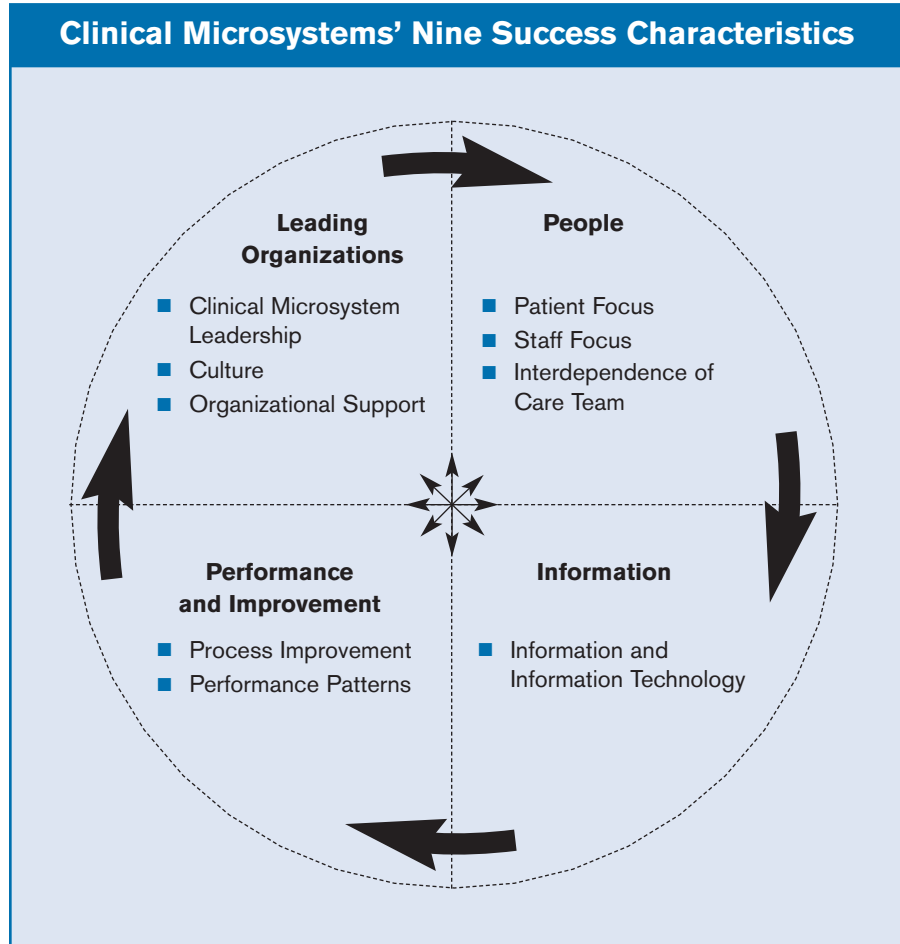 Clinical Microsystems’ Nine Success Characteristics
Leading
Organizations
Clinical Microsystem
Leadership
Culture
Organizational Support
People
Patient Focus
Staff Focus
Interdependence of
Care Team
Performance
and Improvement
Process Improvement
Performance Patterns
Information
Information and
Information Technology